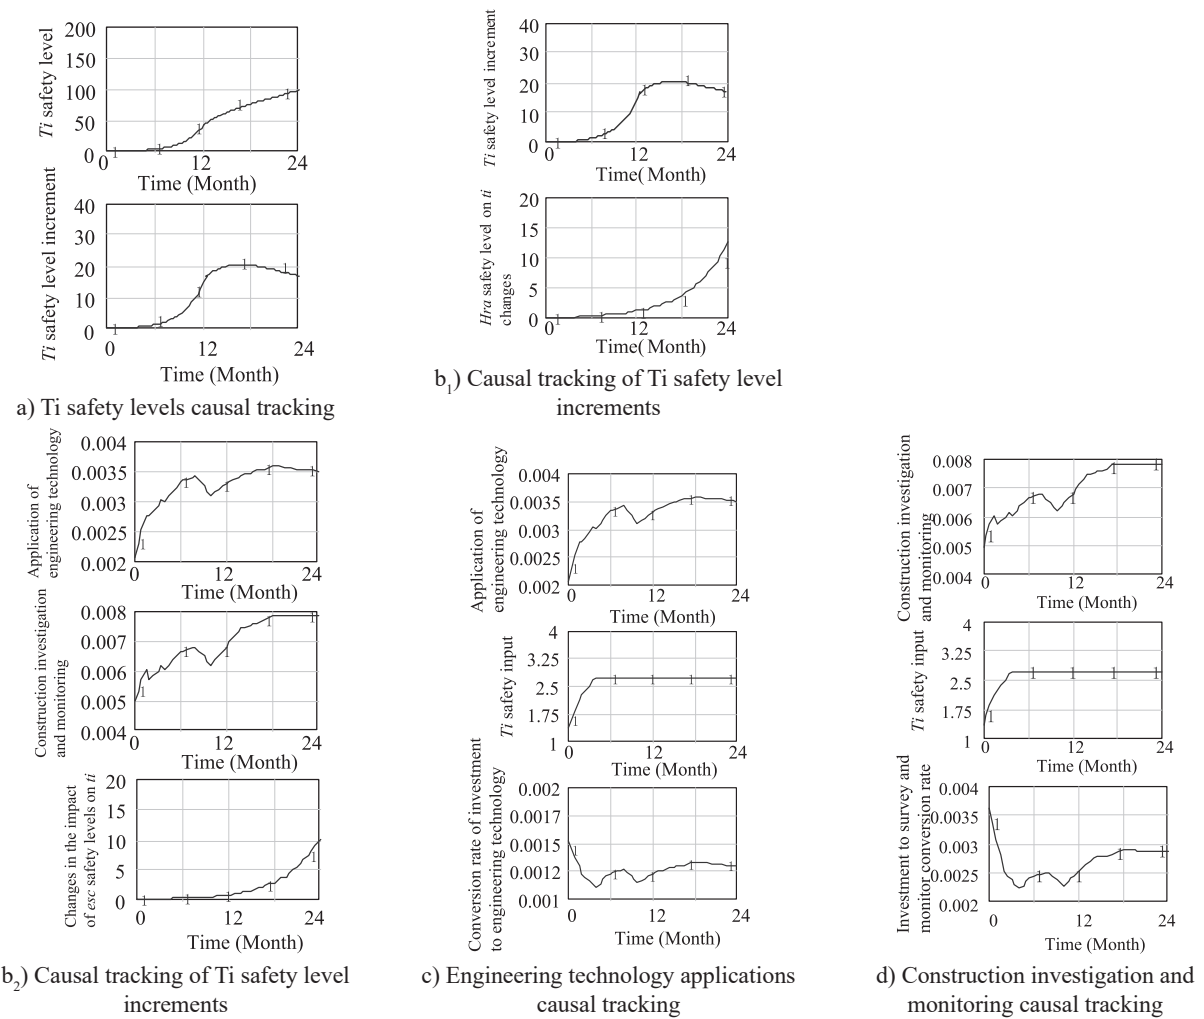 Ti safety level
200
150
100
50
0
0
12
24
Time (Month)
Ti safety level increment
40
30
20
10
0
0
12
24
Time (Month)
a) Ti safety levels causal tracking
Ti safety level increment
40
30
20
10
0
0
12
24
Time( Month)
Hra safety level on ti
changes
20
15
10
5
0
0
12
24
Time( Month)
b1) Causal tracking of Ti safety level
increments
Application of
engineering technology
0.004
0.0035
0.003
0.0025
0.002
0
12
24
Time (Month)
Construction investigation
and monitoring
0.008
0.007
0.006
0.005
0.004
0
12
24
Time (Month)
Changes in the impact
of esc safety levels on ti
20
15
10
5
0
0
12
24
Time (Month)
b2) Causal tracking of Ti safety level
increments
Application of
engineering technology
0.004
0.0035
0.003
0.0025
0.002
0
12
24
Time (Month)
Ti safety input
4
3.25
2.5
1.75
1
0
12
24
Time (Month)
Conversion rate of investment
to engineering technology
0.002
0.0017
0.0015
0.0012
0.001
0
12
24
Time (Month)
c) Engineering technology applications
causal tracking
Construction investigation
and monitoring
0.008
0.007
0.006
0.005
0.004
0
12
24
Time (Month)
Ti safety input
4
3.25
2.5
1.75
1
0
12
24
Time (Month)
Investment to survey and
monitor conversion rate
0.004
0.0035
0.003
0.0025
0.002
0
12
24
Time (Month)
d) Construction investigation and
monitoring causal tracking